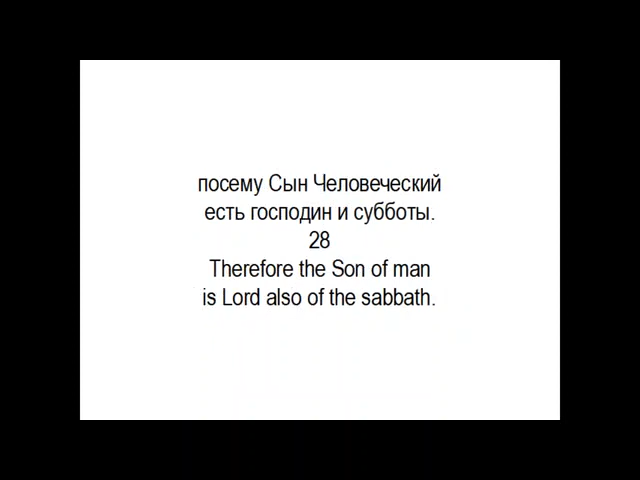 посему Сын Человеческий
есть господин и субботы.
28
Therefore the Son of man
is Lord also of the sabbath.